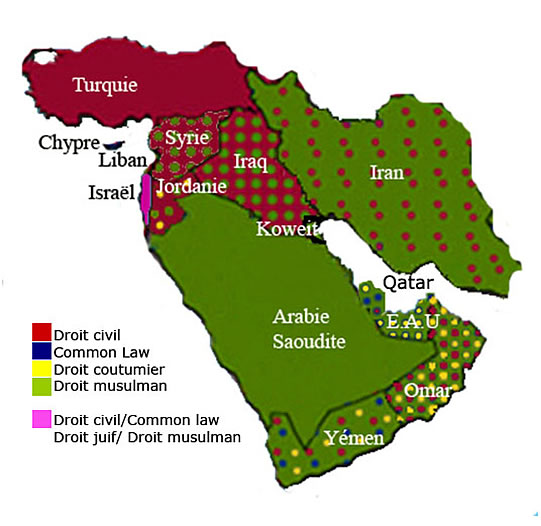 Turquie
Chypre
Syrie
Liban
Iraq
Iran
Israël
Jordanie
Koweit
Qatar
Arabie
Saoudite
E.A.U
Omar
Yémen
Droit civil
Common Law
Droit coutumier
Droit musulman
Droit civil/Common law
Droit juif/ Droit musulman